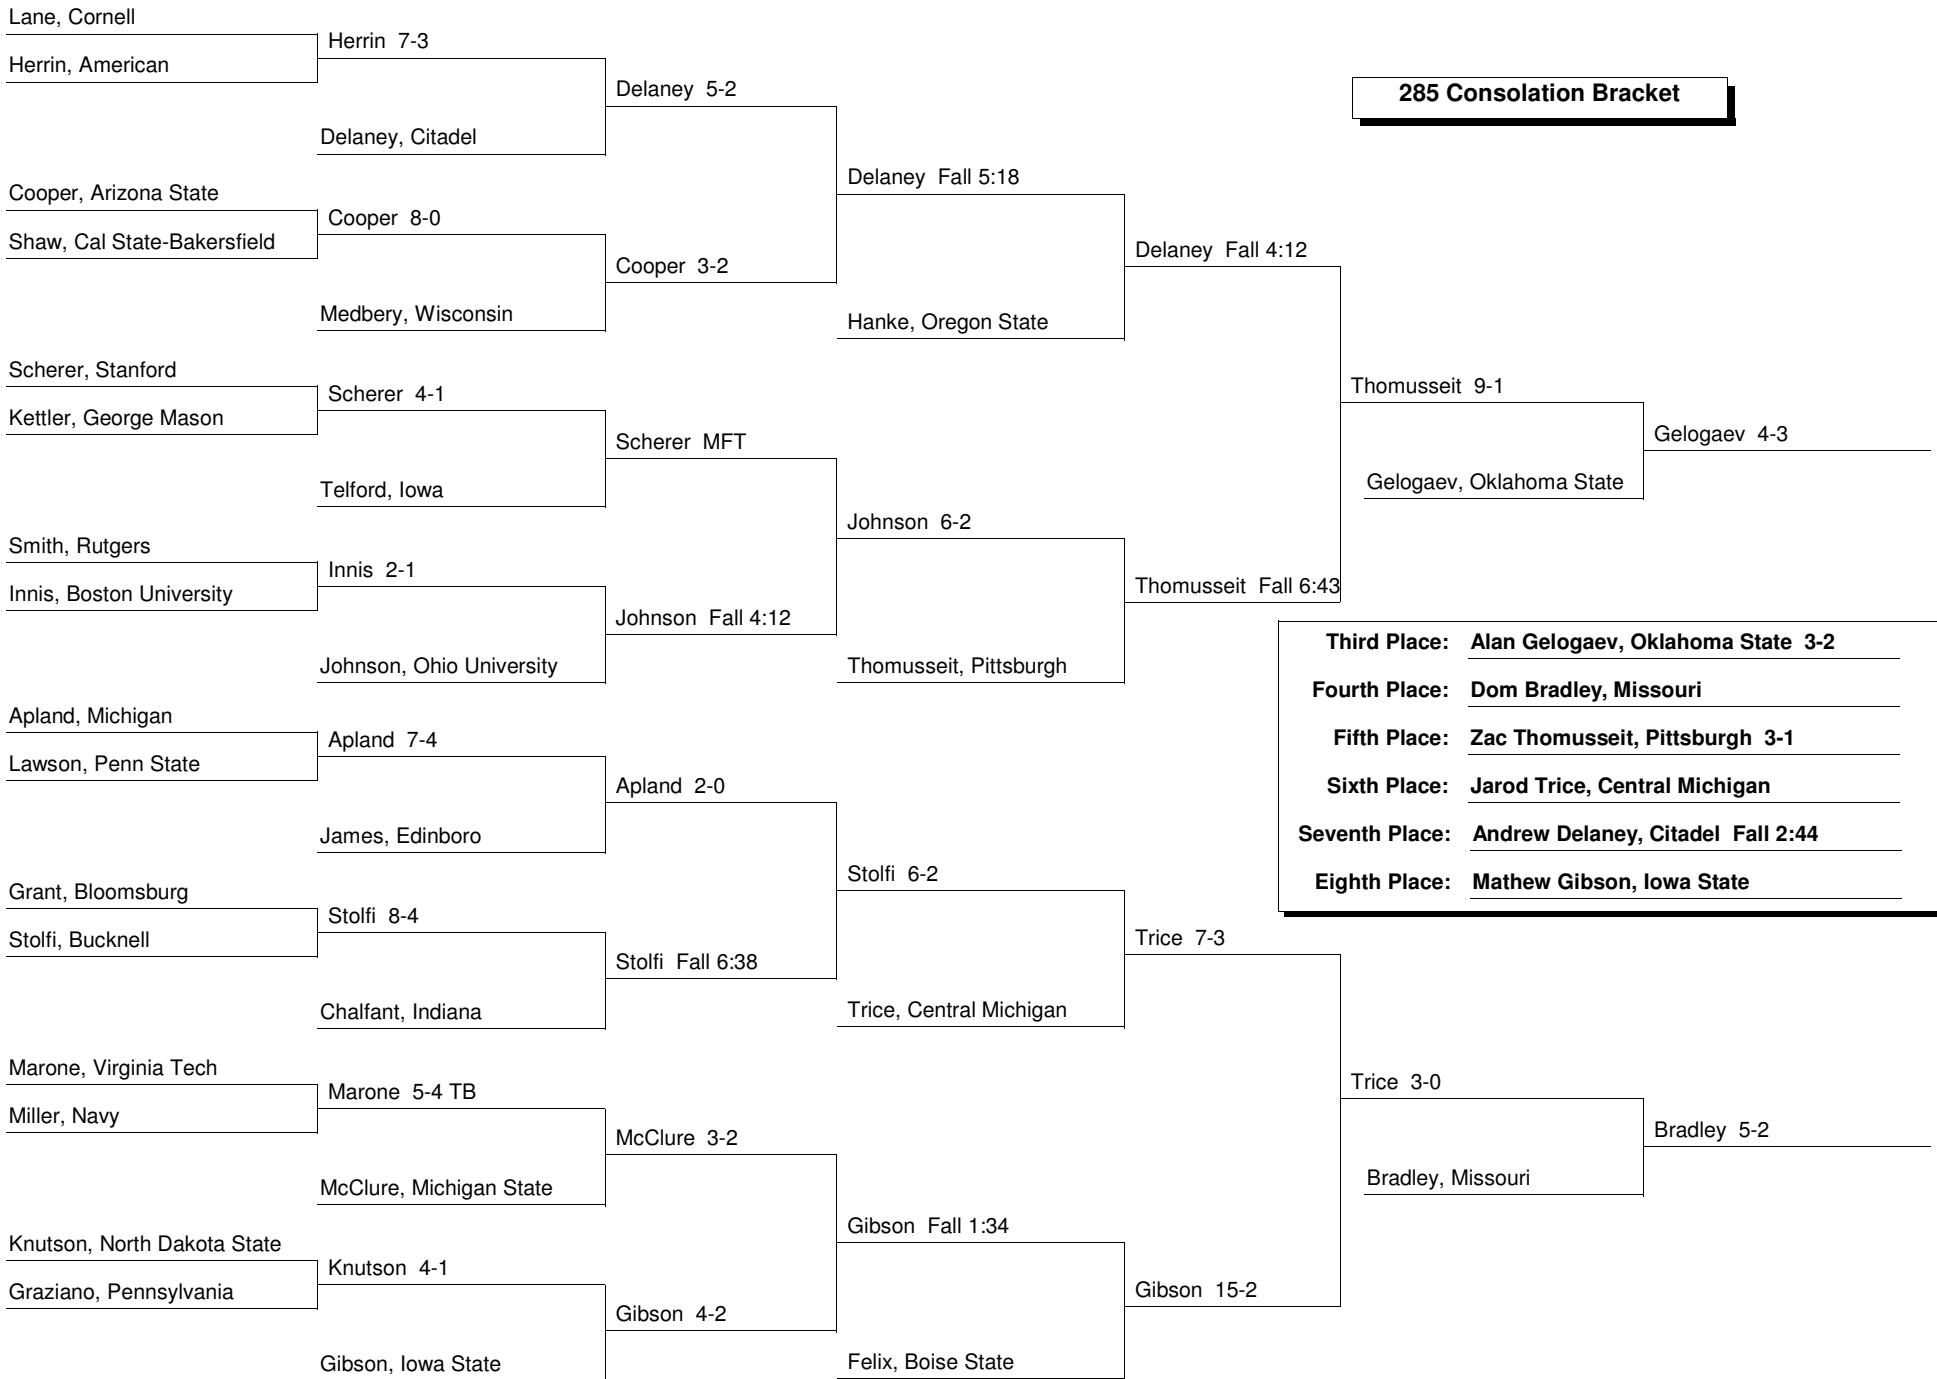 Lane, Cornell
Herrin 7-3
Herrin, American
Delaney 5-2
285 Consolation Bracket
Delaney, Citadel
Delaney Fall 5:18
Cooper, Arizona State
Cooper 8-0
Shaw, Cal State-Bakersfield
Delaney Fall 4:12
Cooper 3-2
Medbery, Wisconsin
Hanke, Oregon State
Scherer, Stanford
Thomusseit 9-1
Scherer 4-1
Kettler, George Mason
Gelogaev 4-3
Scherer MFT
Gelogaev, Oklahoma State
Telford, Iowa
Johnson 6-2
Smith, Rutgers
Innis 2-1
Thomusseit Fall 6:43
Innis, Boston University
Johnson Fall 4:12
Third Place: Alan Gelogaev, Oklahoma State 3-2
Johnson, Ohio University
Thomusseit, Pittsburgh
Fourth Place: Dom Bradley, Missouri
Apland, Michigan
Fifth Place: Zac Thomusseit, Pittsburgh 3-1
Apland 7-4
Lawson, Penn State
Apland 2-0
Sixth Place: Jarod Trice, Central Michigan
James, Edinboro
Seventh Place: Andrew Delaney, Citadel Fall 2:44
Stolfi 6-2
Eighth Place: Mathew Gibson, Iowa State
Grant, Bloomsburg
Stolfi 8-4
Stolfi, Bucknell
Trice 7-3
Stolfi Fall 6:38
Chalfant, Indiana
Trice, Central Michigan
Marone, Virginia Tech
Trice 3-0
Marone 5-4 TB
Miller, Navy
Bradley 5-2
McClure 3-2
Bradley, Missouri
McClure, Michigan State
Gibson Fall 1:34
Knutson, North Dakota State
Knutson 4-1
Graziano, Pennsylvania
Gibson 15-2
Gibson 4-2
Gibson, Iowa State
Felix, Boise State